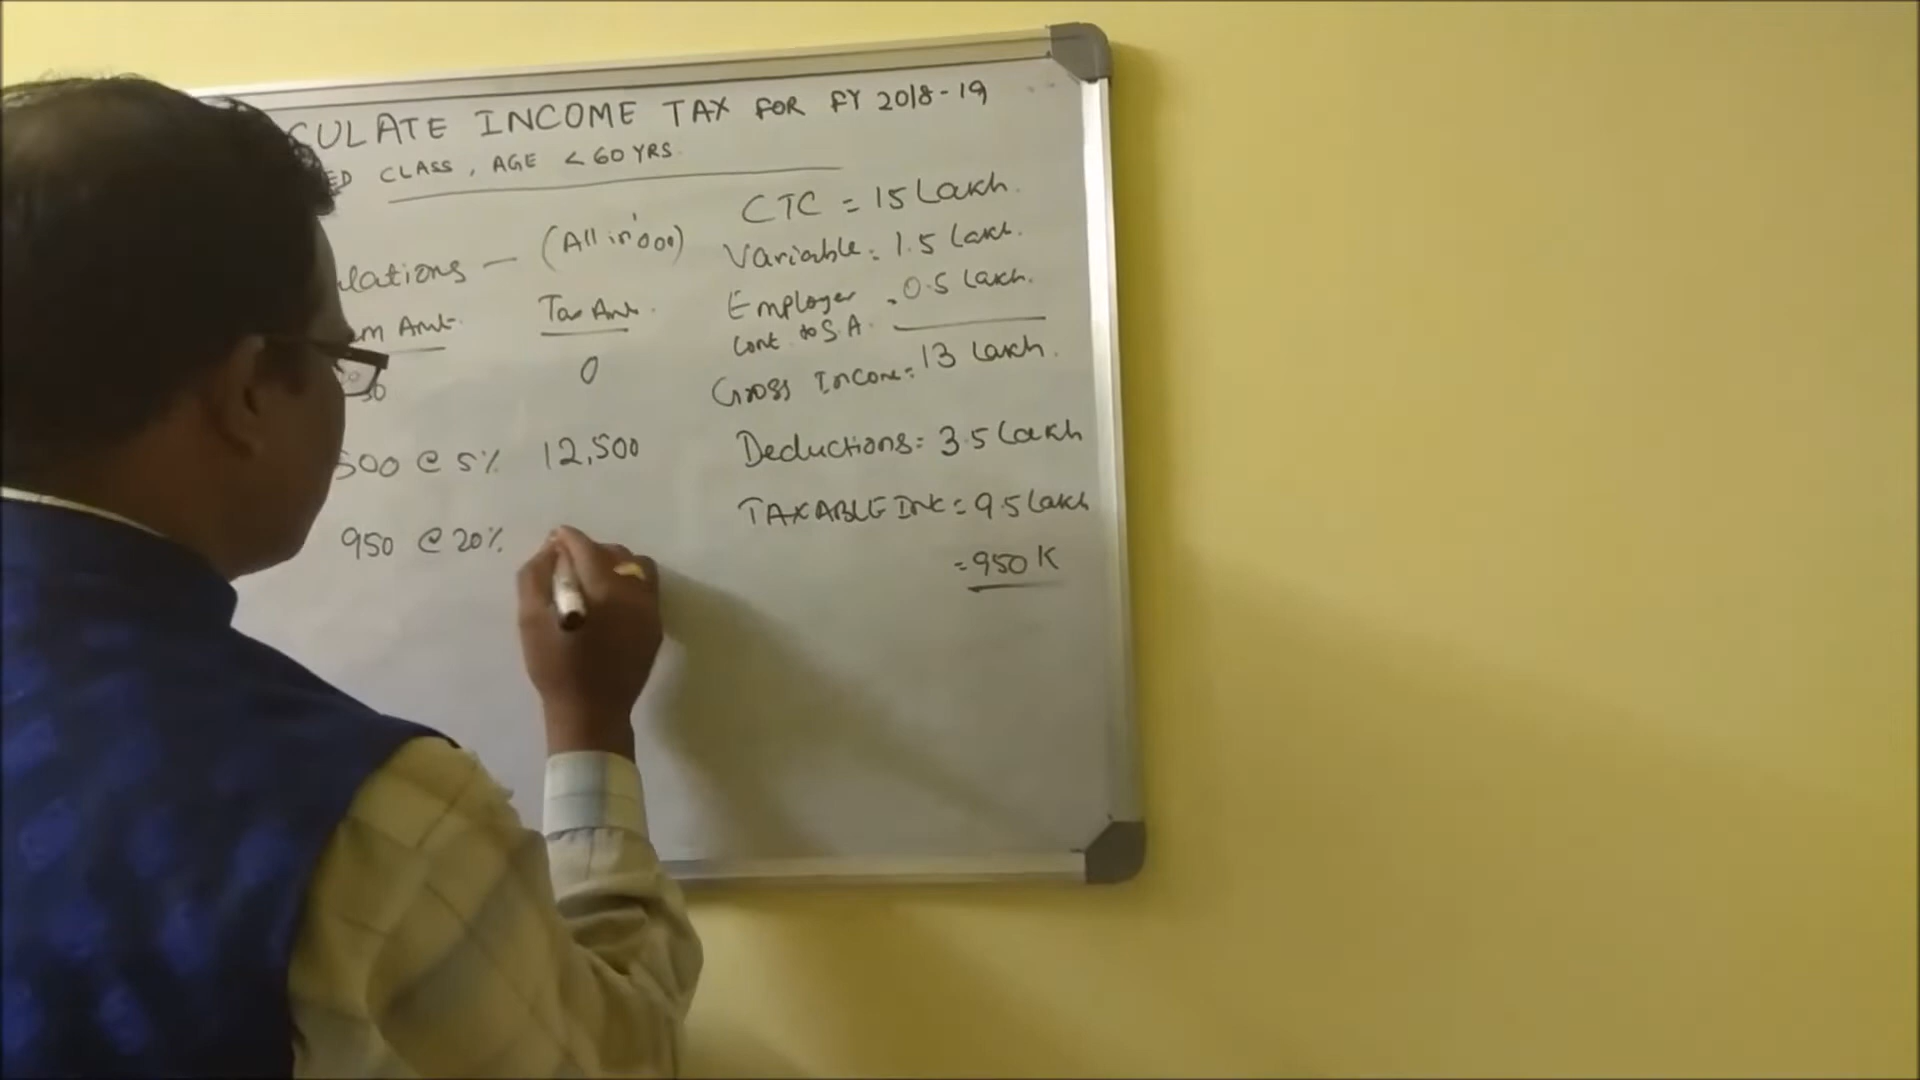 CULATE INCOME TAX FOR FY 2018-19
ED CLASS, AGE < 60 YRS.
lations — (All in '000)
m Amt. Tax Amt.
0
500 @ 5% 12,500
950 @ 20%
CTC = 15 Lakh.
Variable = 1.5 Lakh.
Employer = 0.5 Lakh.
Cont. to S.A.
Gross Income = 13 Lakh.
Deductions = 3.5 Lakh
TAXABLE INC = 9.5 Lakh
= 950 K